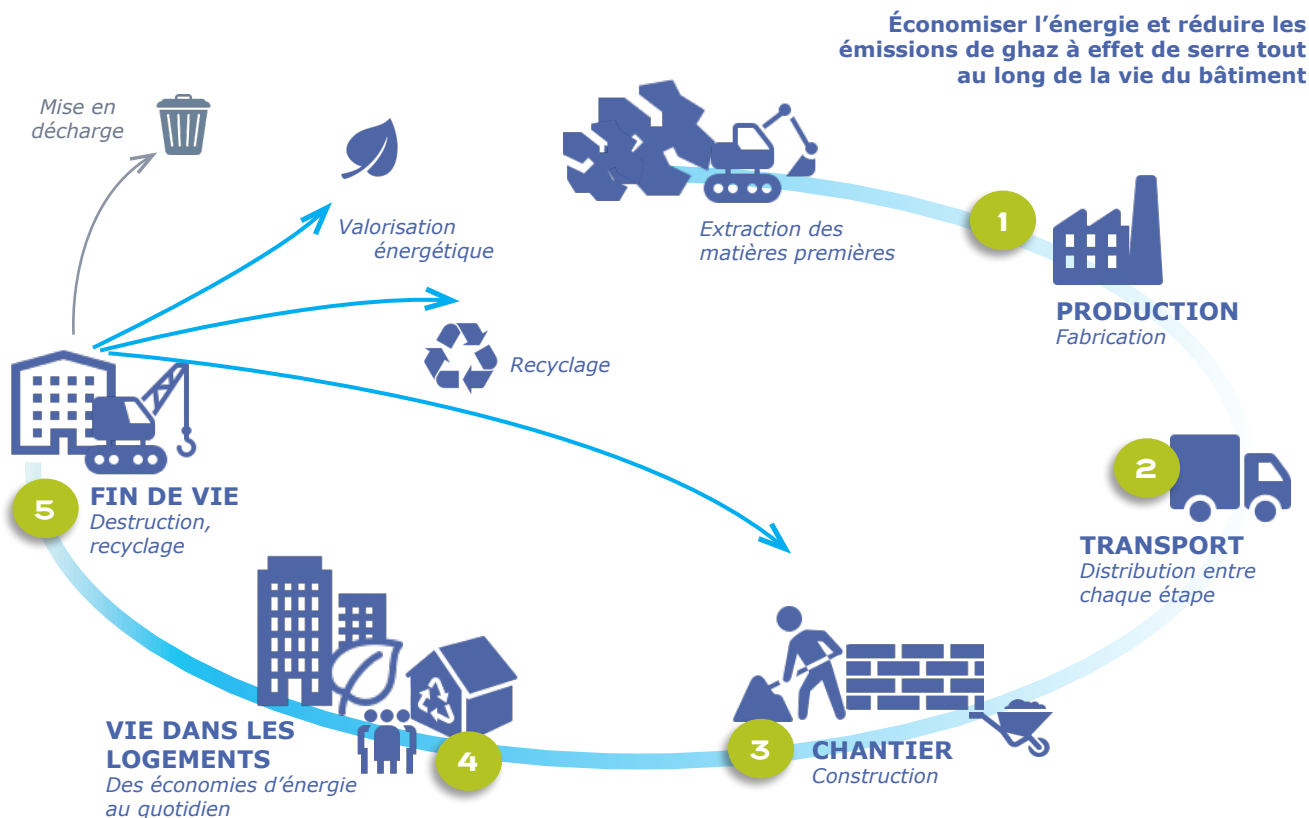 Économiser l’énergie et réduire les
émissions de ghaz à effet de serre tout
au long de la vie du bâtiment
Mise en
décharge
Valorisation
énergétique
Extraction des
matières premières
1
PRODUCTION
Fabrication
Recyclage
2
TRANSPORT
Distribution entre
chaque étape
5
FIN DE VIE
Destruction,
recyclage
VIE DANS LES
LOGEMENTS
Des économies d’énergie
au quotidien
4
3
CHANTIER
Construction